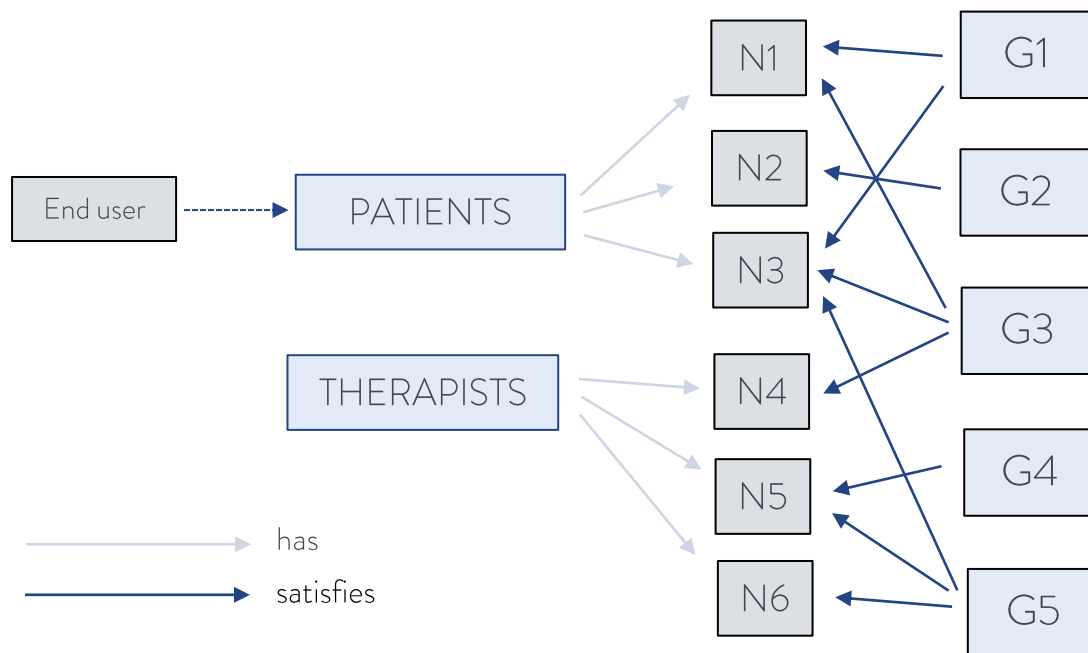 N1
G1
N2
G2
End user
PATIENTS
N3
G3
THERAPISTS
N4
G4
N5
has
satisfies
N6
G5